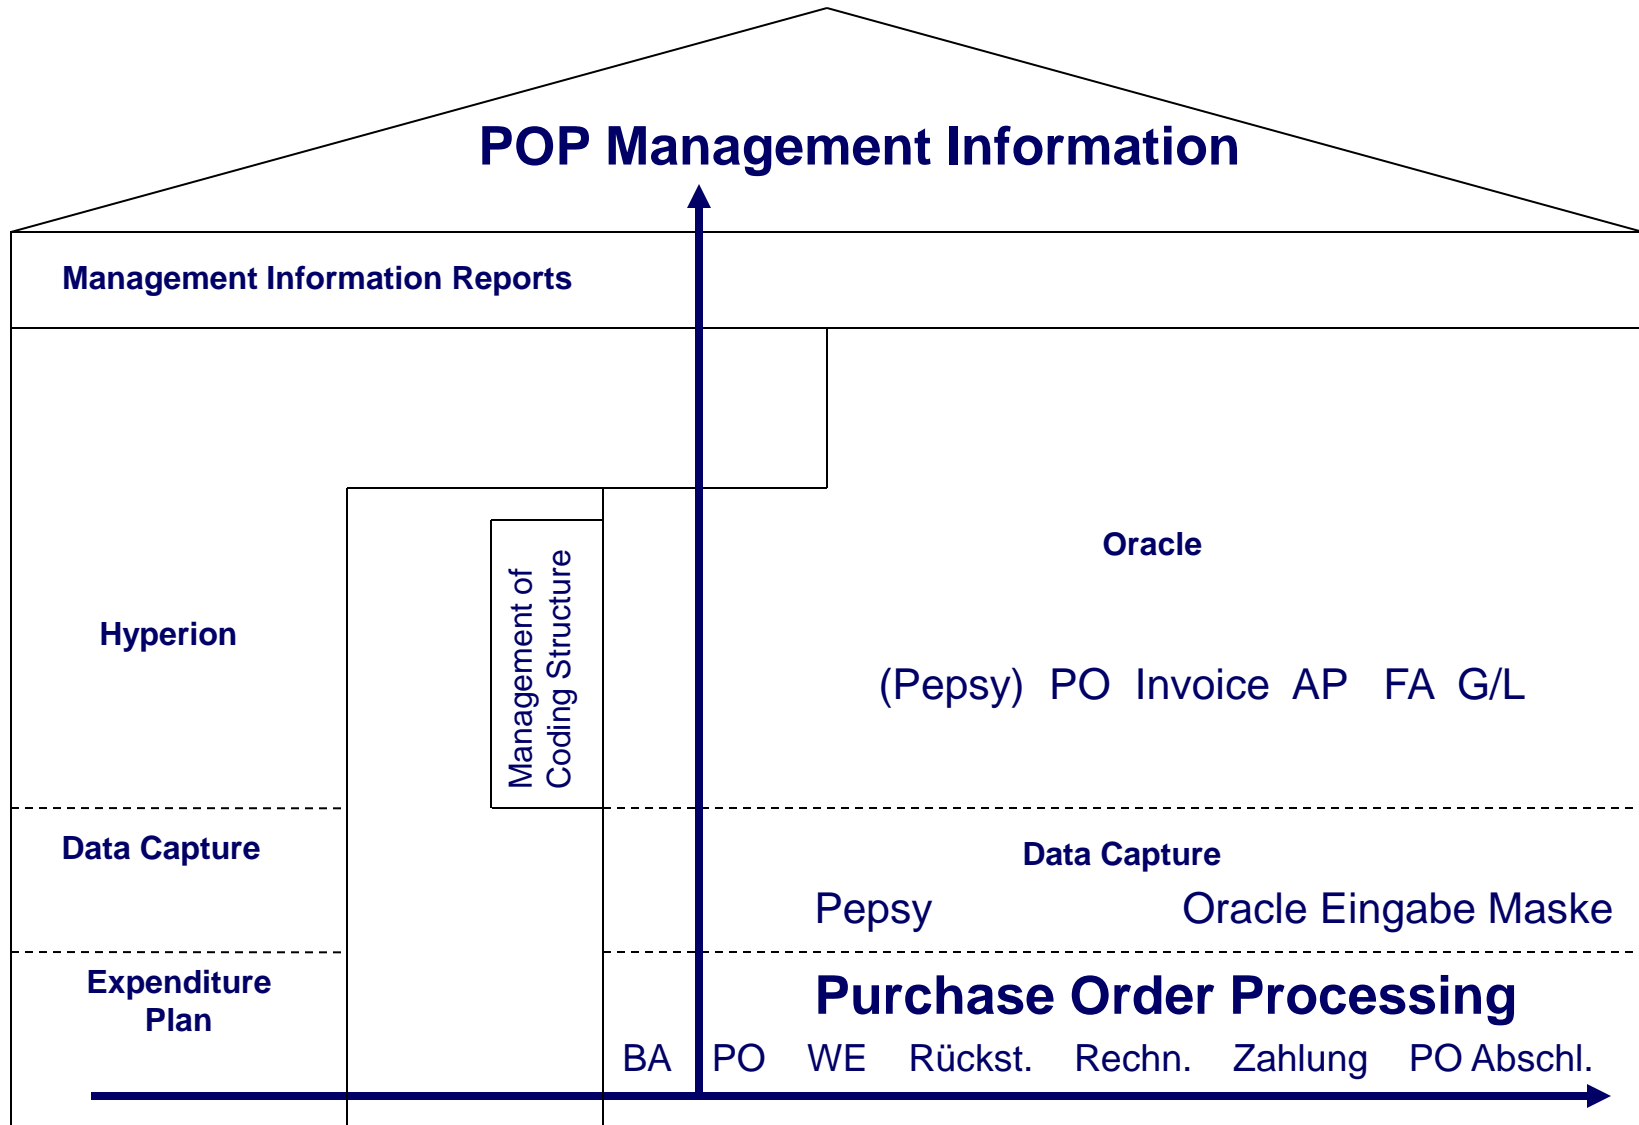 POP Management Information
Management Information Reports
Hyperion
Management of
Coding Structure
Oracle
(Pepsy) PO Invoice AP FA G/L
Data Capture
Data Capture
Pepsy
Oracle Eingabe Maske
Expenditure
Plan
Purchase Order Processing
BA PO WE Rückst. Rechn. Zahlung PO Abschl.